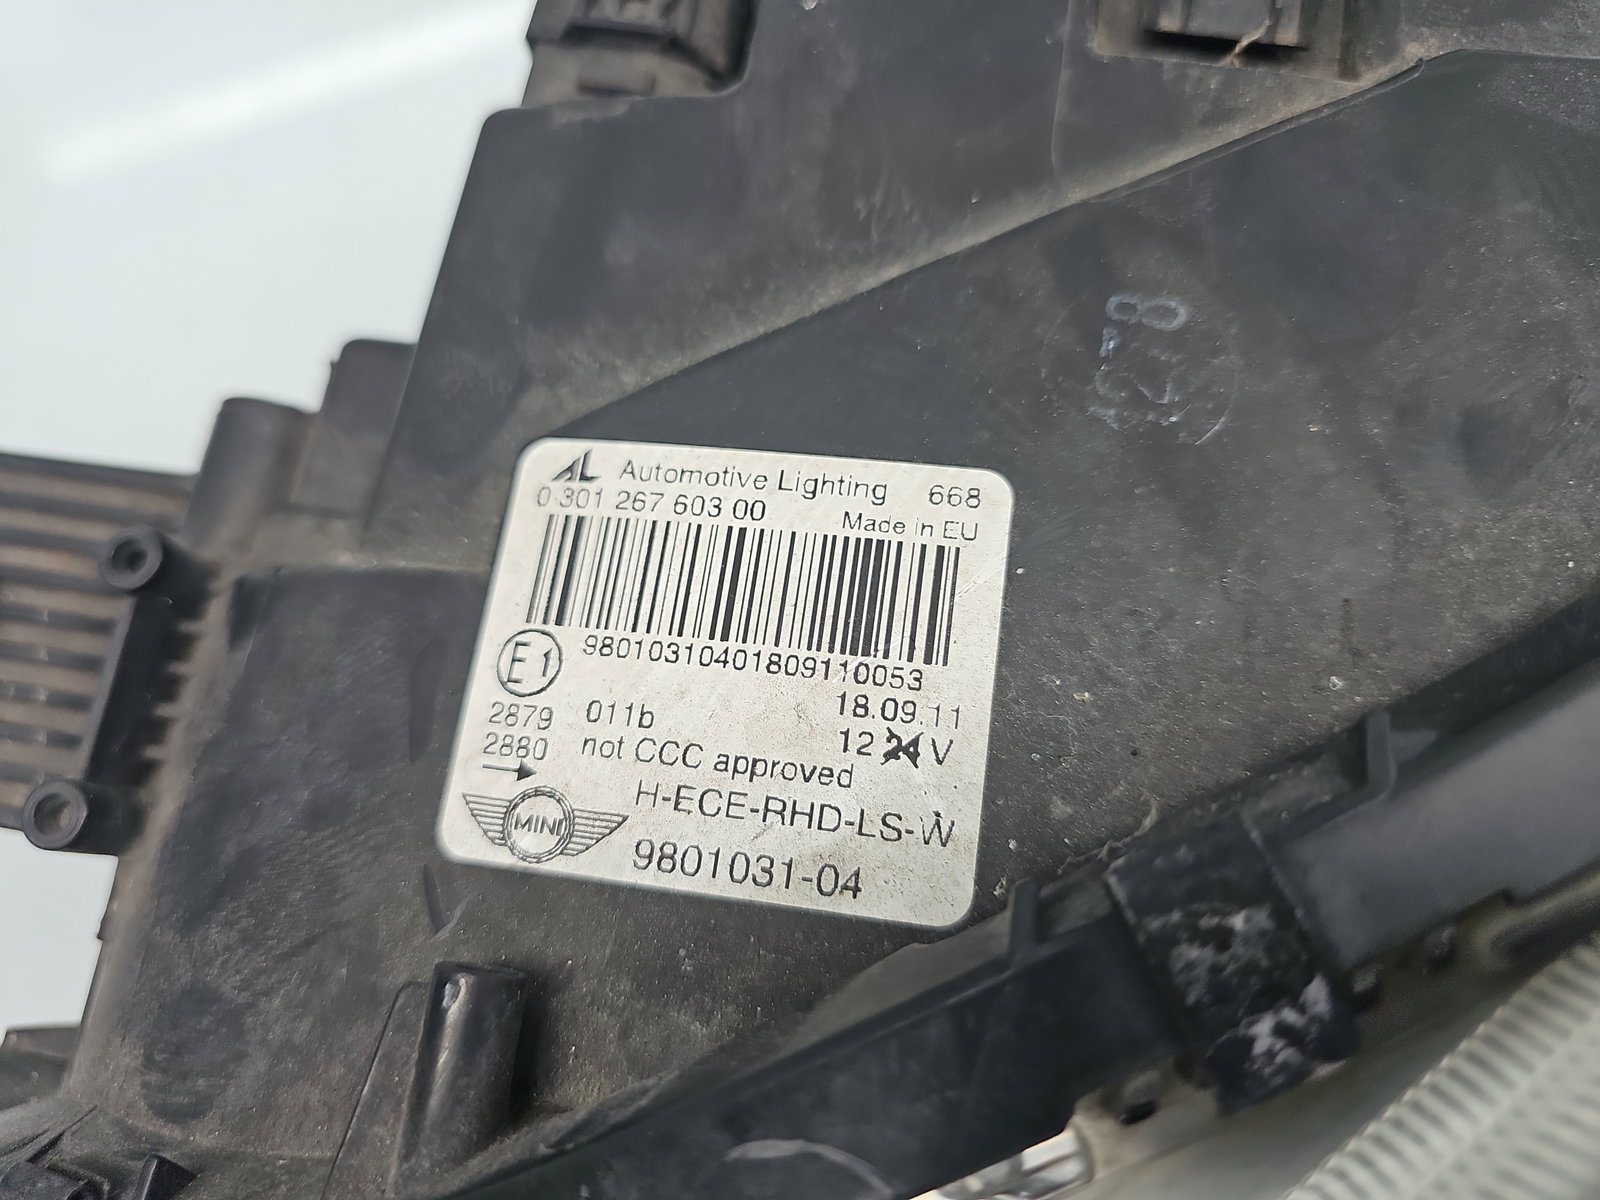 AL Automotive Lighting 668
0 301 267 603 00
Made in EU
98010310401809110053
E1
18.09.11
2879 011b
12 24 V
2880 not CCC approved
H-ECE-RHD-LS-W
MINI
9801031-04